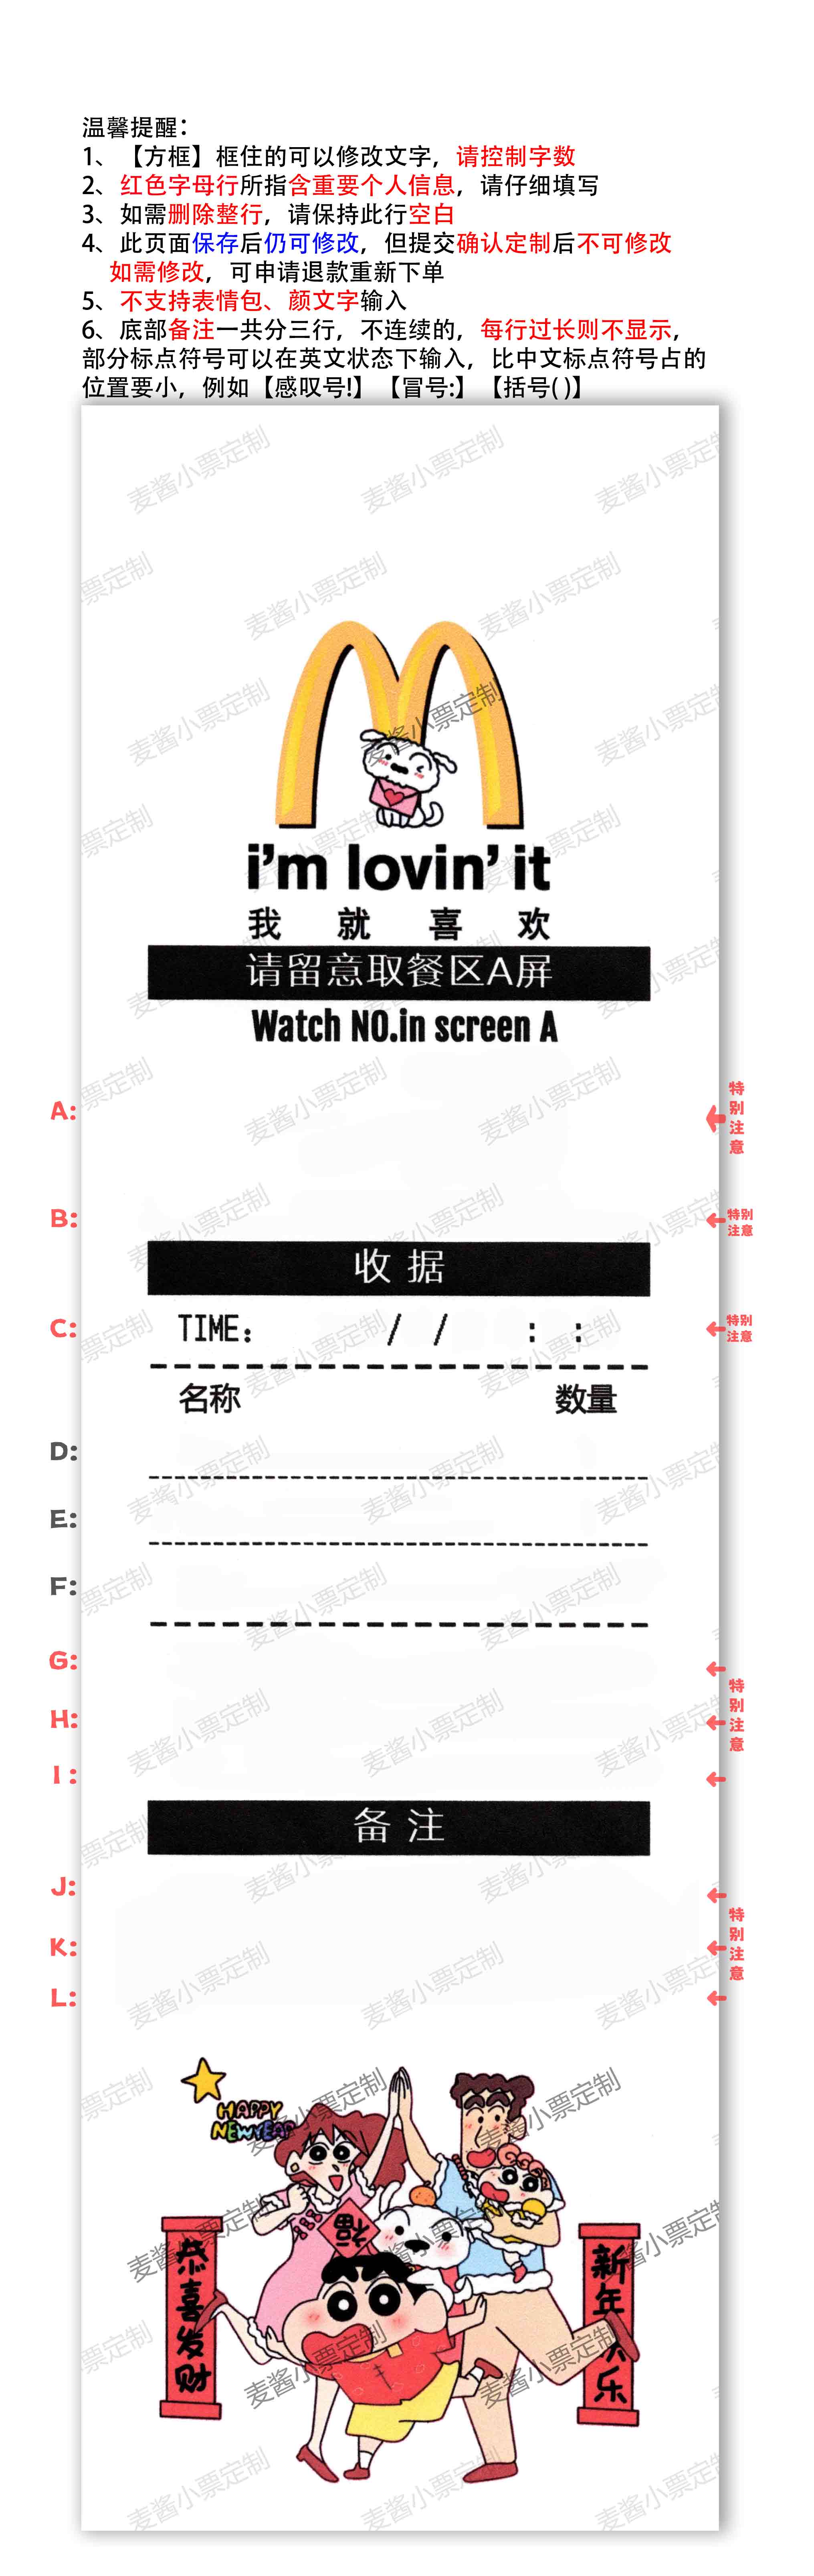 温馨提醒：
1、【方框】框住的可以修改文字，请控制字数
2、红色字母行所指含重要个人信息，请仔细填写
3、如需删除整行，请保持此行空白
4、此页面保存后仍可修改，但提交确认定制后不可修改
如需修改，可申请退款重新下单
5、不支持表情包、颜文字输入
6、底部备注一共分三行，不连续的，每行过长则不显示，
部分标点符号可以在英文状态下输入，比中文标点符号占的
位置要小，例如【感叹号!】【冒号:】【括号( )】
麦酱小票定制
i'm lovin' it
我就喜欢
请留意取餐区A屏
Watch NO.in screen A
A:
特别注意
B:
特别注意
收据
C:
TIME: / / : :
特别注意
名称 数量
D:
E:
F:
G:
H:
I:
特别注意
备注
J:
K:
L:
特别注意
HAPPY
NEWYEAR
福
恭喜发财
新年快乐